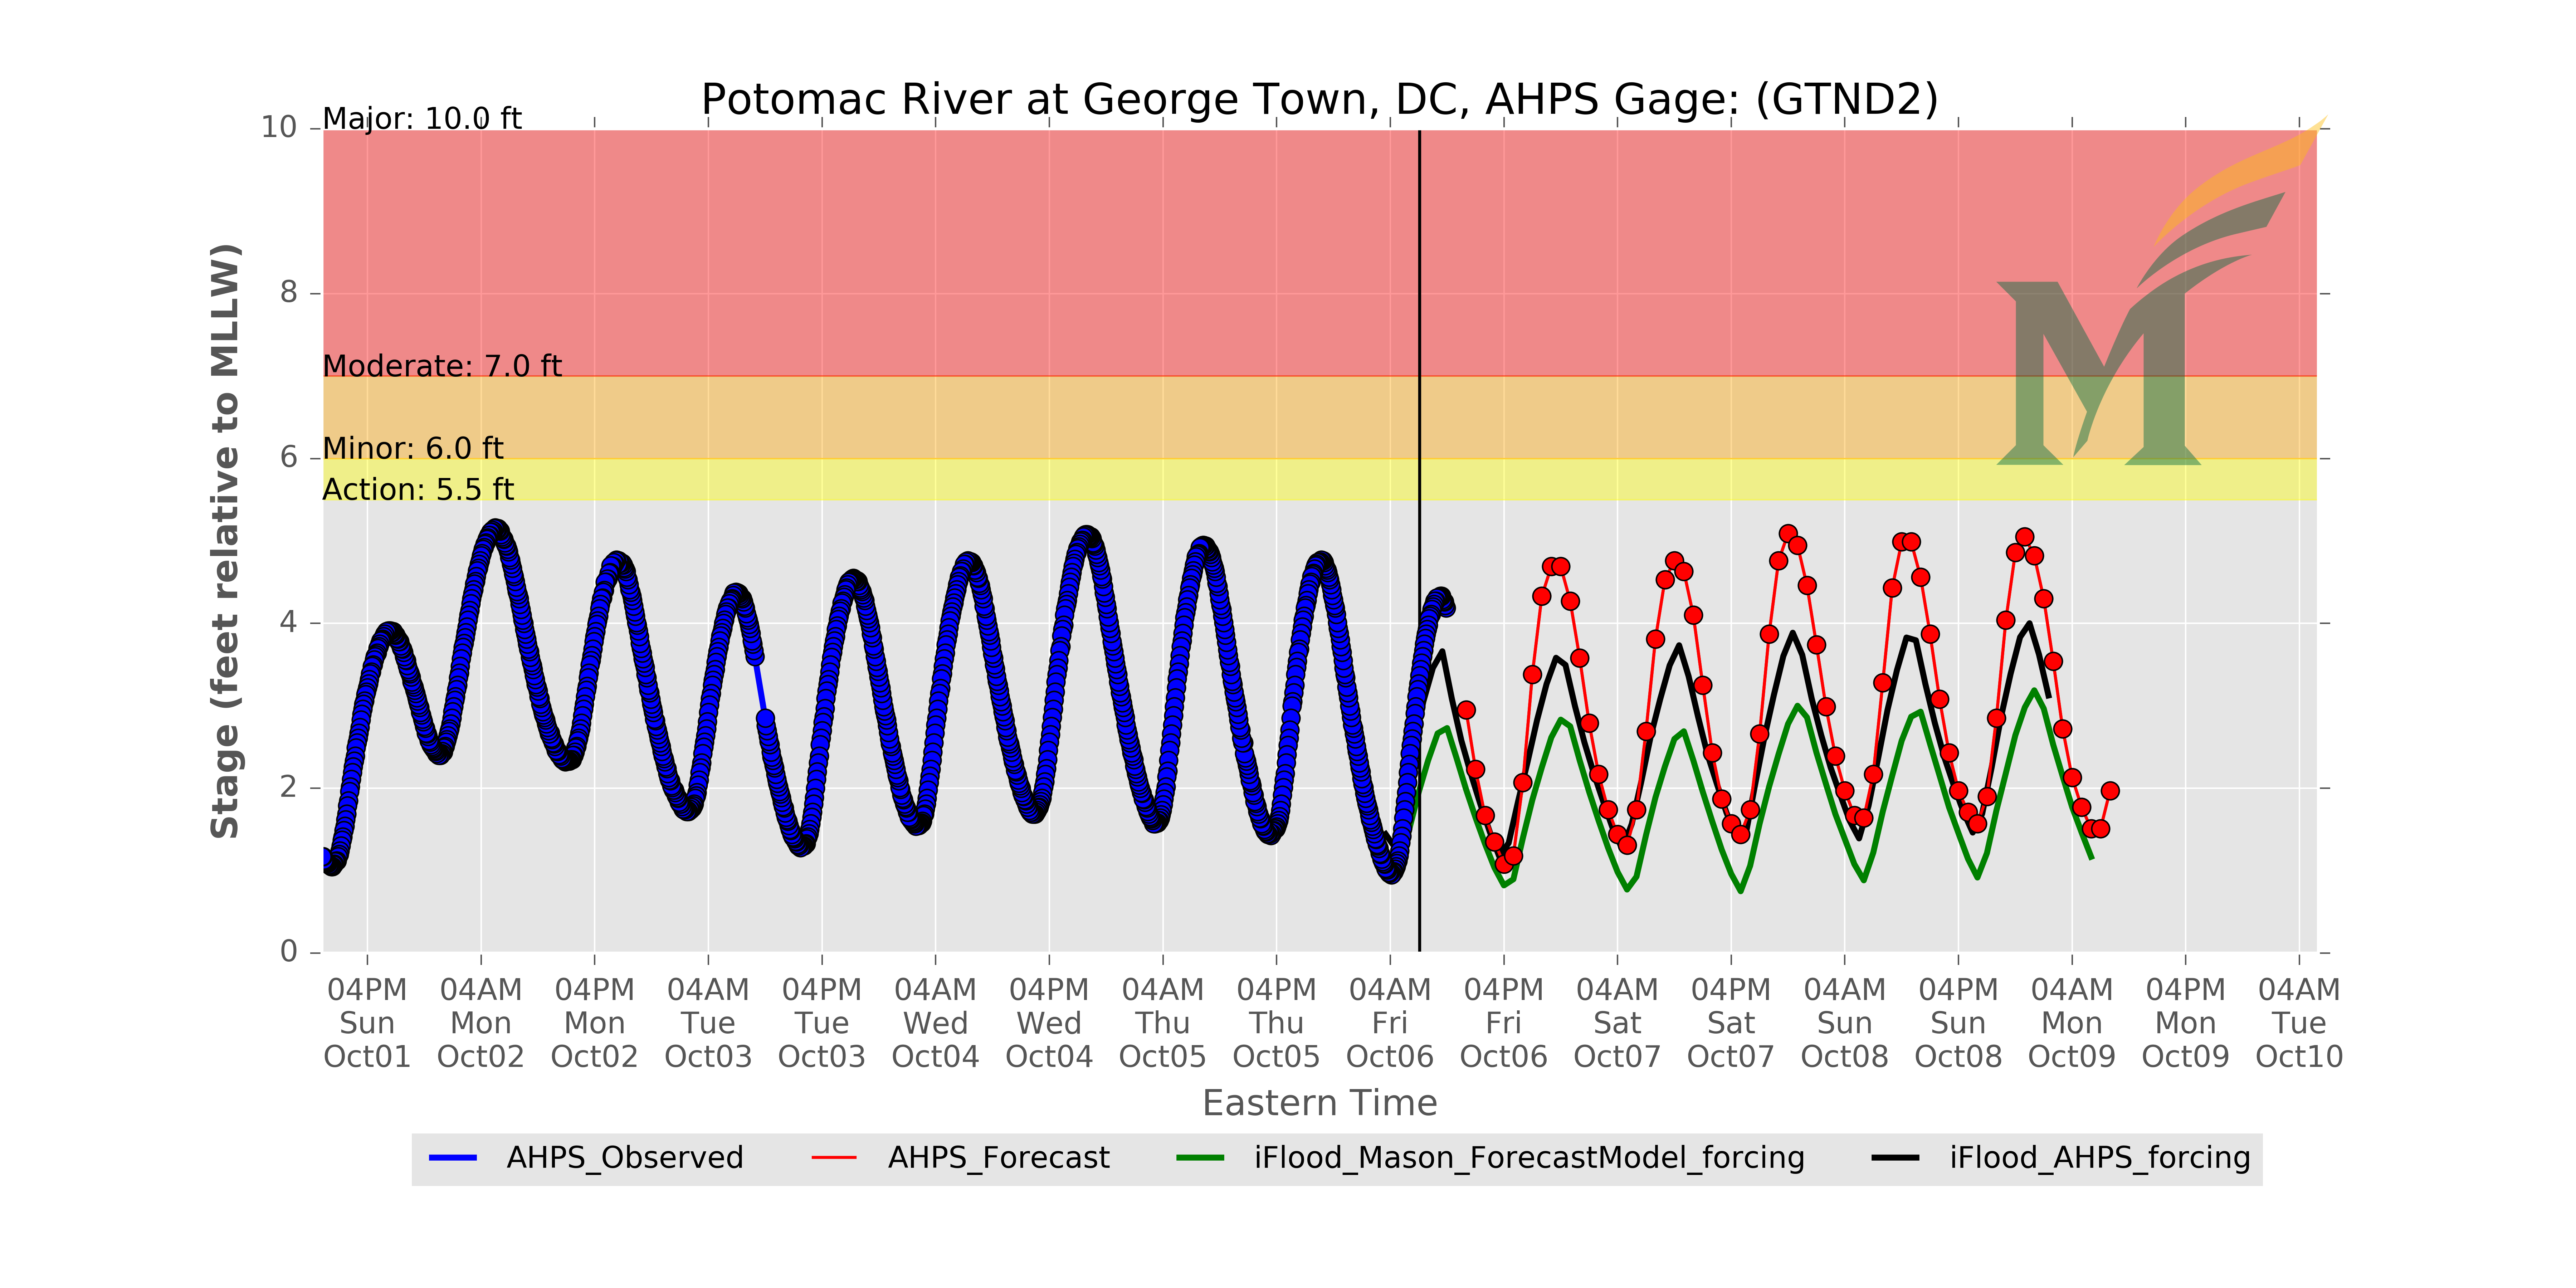 Potomac River at George Town, DC, AHPS Gage: (GTND2)
Major: 10.0 ft
Moderate: 7.0 ft
Minor: 6.0 ft
Action: 5.5 ft
10
8
6
4
2
0
Stage (feet relative to MLLW)
04PM 04AM 04PM 04AM 04PM 04AM 04PM 04AM 04PM 04AM 04PM 04AM 04PM 04AM 04PM 04AM 04PM 04AM
Sun Mon Mon Tue Tue Wed Wed Thu Thu Fri Fri Sat Sat Sun Sun Mon Mon Tue
Oct01 Oct02 Oct02 Oct03 Oct03 Oct04 Oct04 Oct05 Oct05 Oct06 Oct06 Oct07 Oct07 Oct08 Oct08 Oct09 Oct09 Oct10
Eastern Time
AHPS_Observed AHPS_Forecast iFlood_Mason_ForecastModel_forcing iFlood_AHPS_forcing